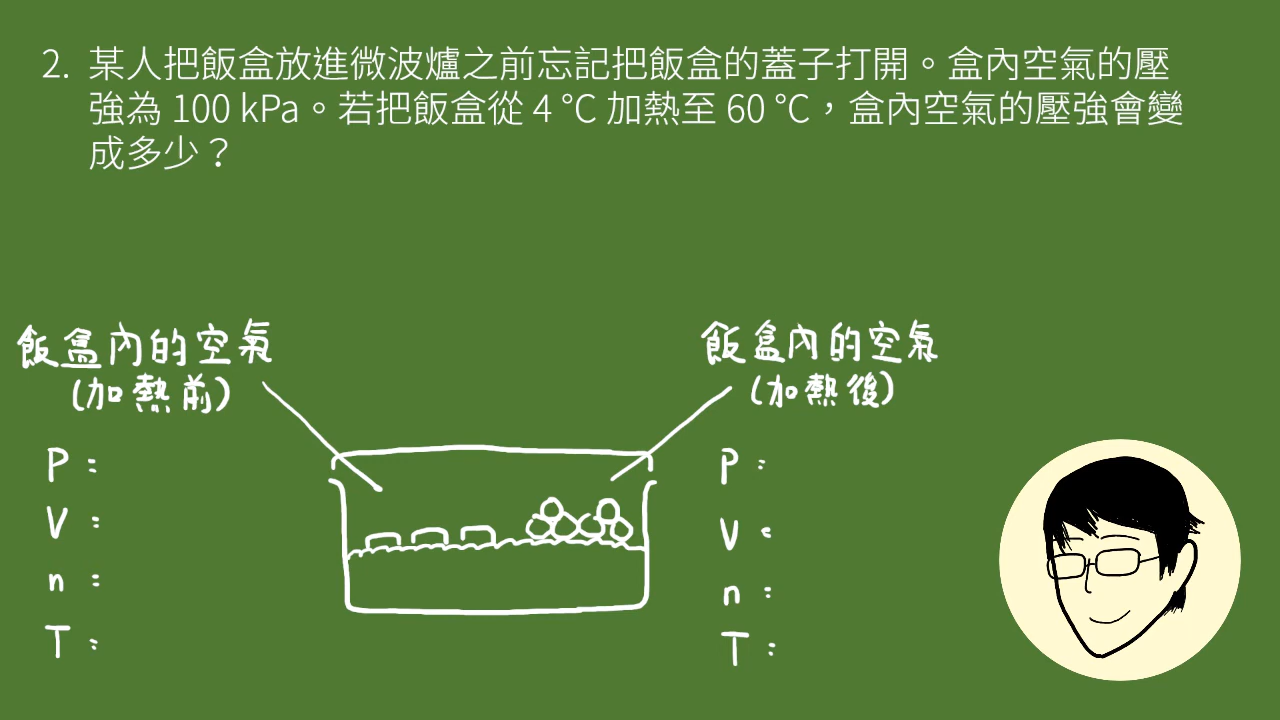 2. 某人把飯盒放進微波爐之前忘記把飯盒的蓋子打開。盒內空氣的壓
強為 100 kPa。若把飯盒從 4 °C 加熱至 60 °C，盒內空氣的壓強會變
成多少？
飯盒內的空氣
(加熱前)
P :
V :
n :
T :
飯盒內的空氣
(加熱後)
P :
V :
n :
T :